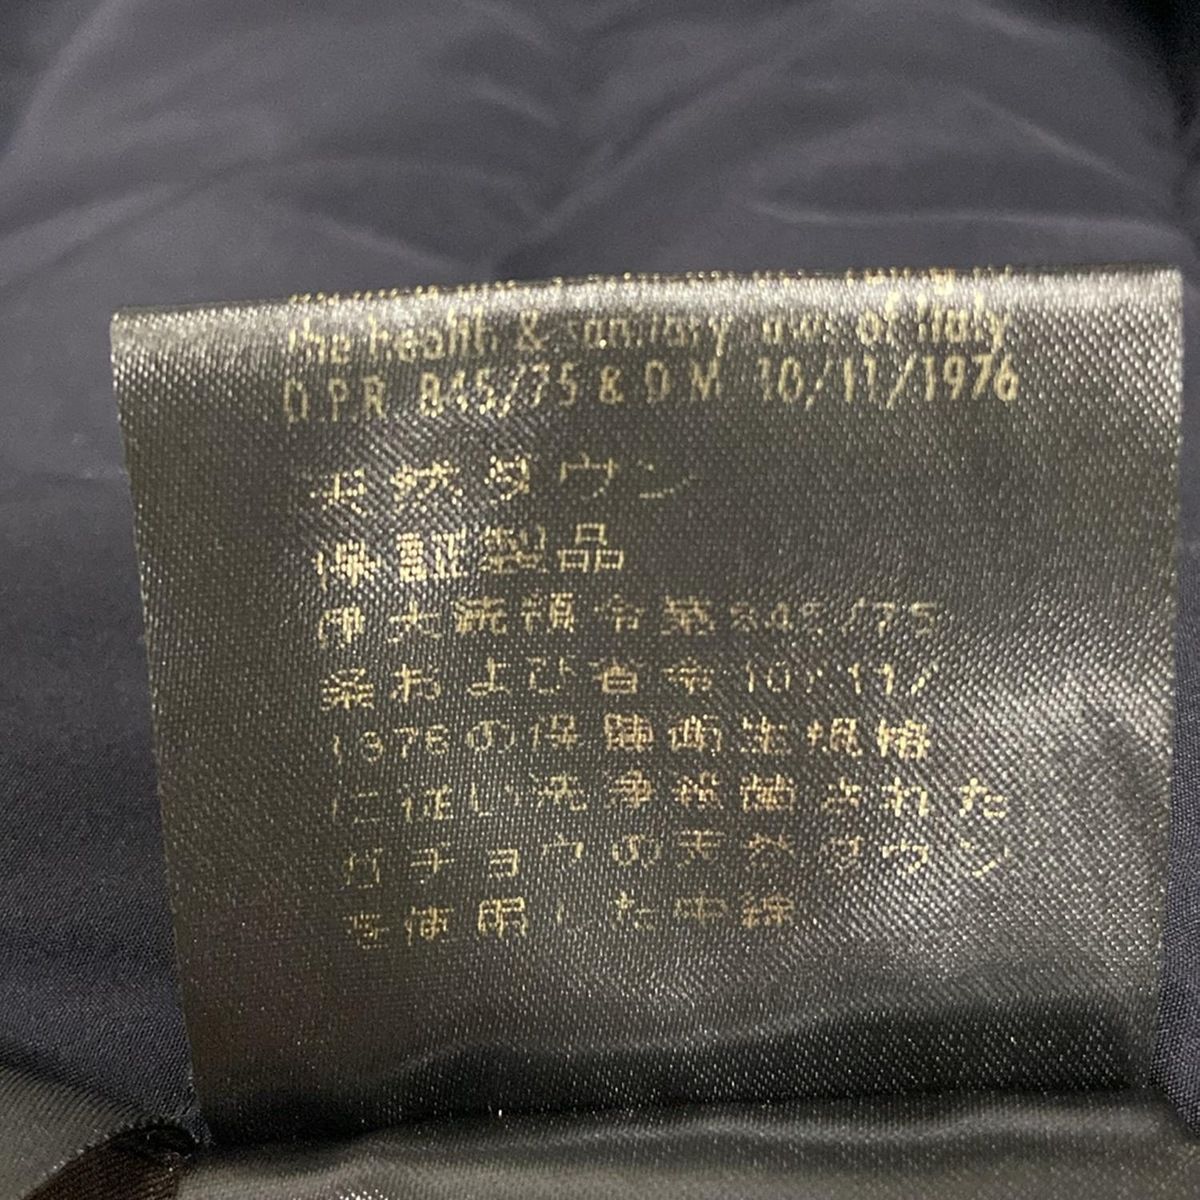 the health & sanitary laws of Italy
D.P.R. 845/75 & D.M. 10/11/1976
天然ダウン
保証製品
伊大統領令第845/75
条および省令10/11/
1976の保健衛生規格
に従い洗浄殺菌された
ガチョウの天然ダウン
を使用した中綿